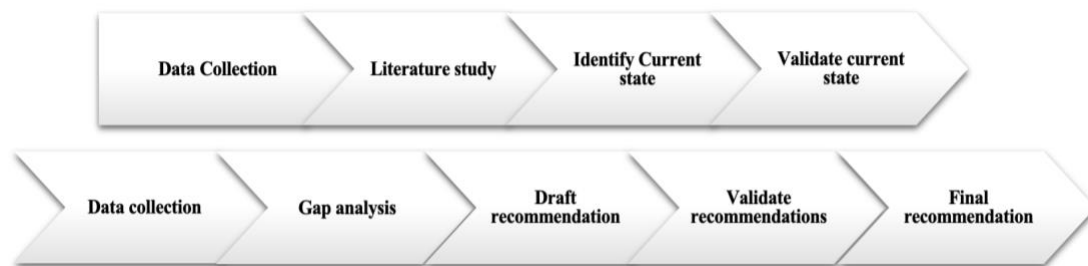 Data Collection
Literature study
Identify Current
state
Validate current
state
Data collection
Gap analysis
Draft
recommendation
Validate
recommendations
Final
recommendation